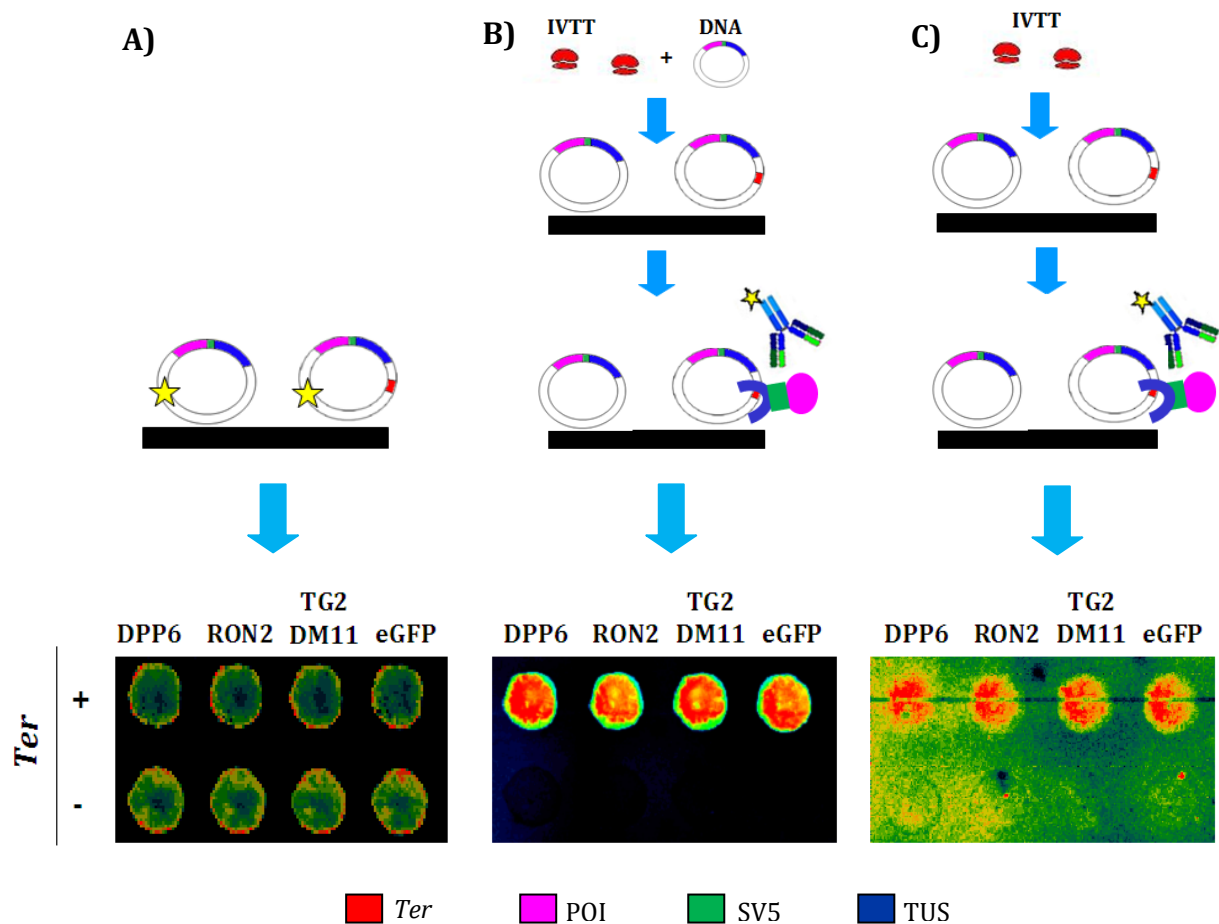 A)
B)
IVTT
+
DNA
C)
IVTT
DPP6 RON2 TG2 DM11 eGFP
DPP6 RON2 TG2 DM11 eGFP
DPP6 RON2 TG2 DM11 eGFP
Ter
+
-
Ter
POI
SV5
TUS